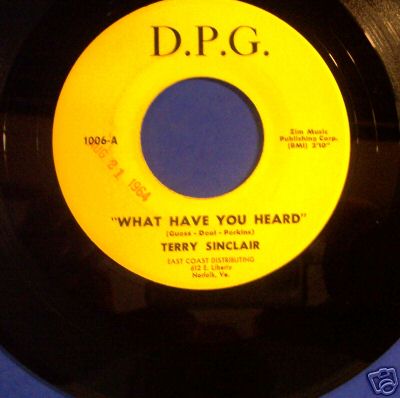 D.P.G.
1006-A
AUG 21 1964
Zim Music
Publishing Corp.
(BMI) 2'10"
"WHAT HAVE YOU HEARD"
(Guess - Deal - Perkins)
TERRY SINCLAIR
EAST COAST DISTRIBUTING
612 E. Liberty
Norfolk, Va.